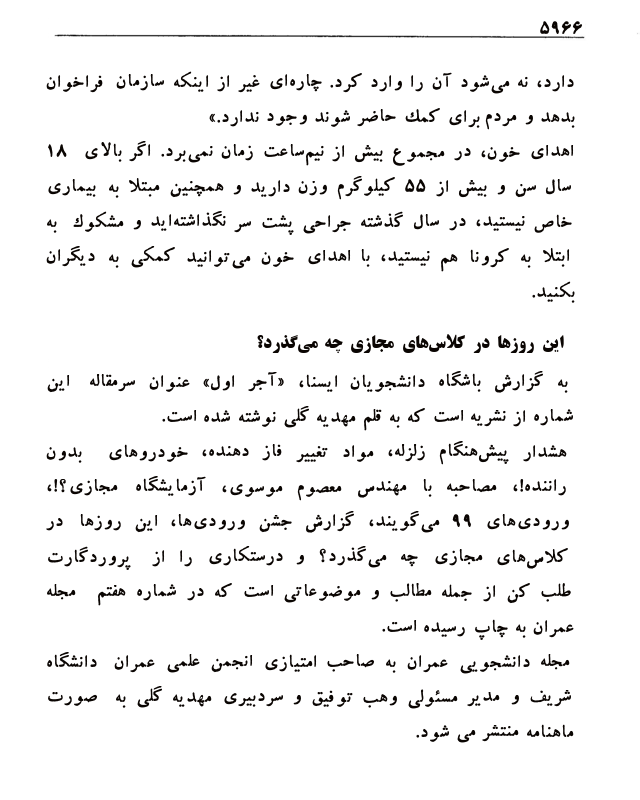 ۵۹۶۶
دارد، نه می‌شود آن را وارد کرد. چاره‌ای غیر از اینکه سازمان فراخوان
بدهد و مردم برای کمك حاضر شوند وجود ندارد.»
اهدای خون، در مجموع بیش از نیم‌ساعت زمان نمی‌برد. اگر بالای ۱۸
سال سن و بیش از ۵۵ کیلوگرم وزن دارید و همچنین مبتلا به بیماری
خاص نیستید، در سال گذشته جراحی پشت سر نگذاشته‌اید و مشکوك به
ابتلا به کرونا هم نیستید، با اهدای خون می‌توانید کمکی به دیگران
بکنید.
این روزها در کلاس‌های مجازی چه می‌گذرد؟
به گزارش باشگاه دانشجویان ایسنا، «آجر اول» عنوان سرمقاله این
شماره از نشریه است که به قلم مهدیه گلی نوشته شده است.
هشدار پیش‌هنگام زلزله، مواد تغییر فاز دهنده، خودروهای بدون
راننده!، مصاحبه با مهندس معصوم موسوی، آزمایشگاه مجازی؟!،
ورودی‌های ۹۹ می‌گویند، گزارش جشن ورودی‌ها، این روزها در
کلاس‌های مجازی چه می‌گذرد؟ و درستکاری را از پروردگارت
طلب کن از جمله مطالب و موضوعاتی است که در شماره هفتم مجله
عمران به چاپ رسیده است.
مجله دانشجویی عمران به صاحب امتیازی انجمن علمی عمران دانشگاه
شریف و مدیر مسئولی وهب توفیق و سردبیری مهدیه گلی به صورت
ماهنامه منتشر می شود.